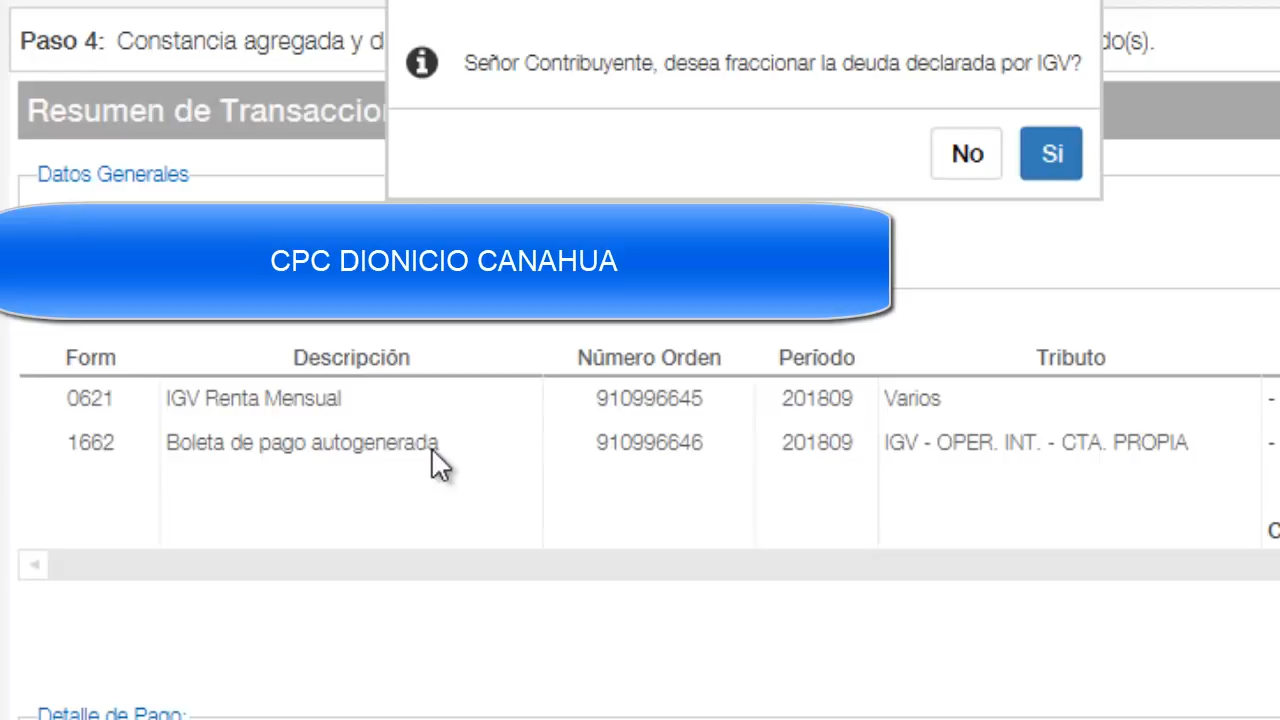 Paso 4: Constancia agregada y d
do(s).
Señor Contribuyente, desea fraccionar la deuda declarada por IGV?
No Si
Resumen de Transaccio
Datos Generales
CPC DIONICIO CANAHUA
Form Descripción Número Orden Período Tributo
0621 IGV Renta Mensual 910996645 201809 Varios -
1662 Boleta de pago autogenerada 910996646 201809 IGV - OPER. INT. - CTA. PROPIA -
Detalle de Pago: